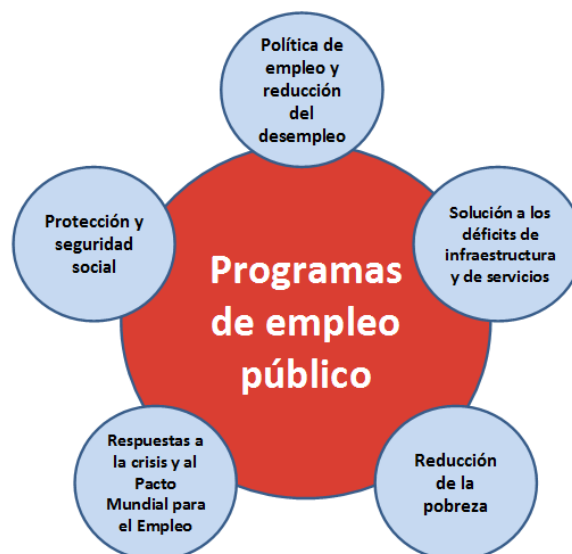 Política de
empleo y
reducción
del
desempleo
Protección y
seguridad
social
Solución a los
déficits de
infraestructura
y de servicios
Programas
de empleo
público
Respuestas a
la crisis y al
Pacto
Mundial para
el Empleo
Reducción
de la
pobreza